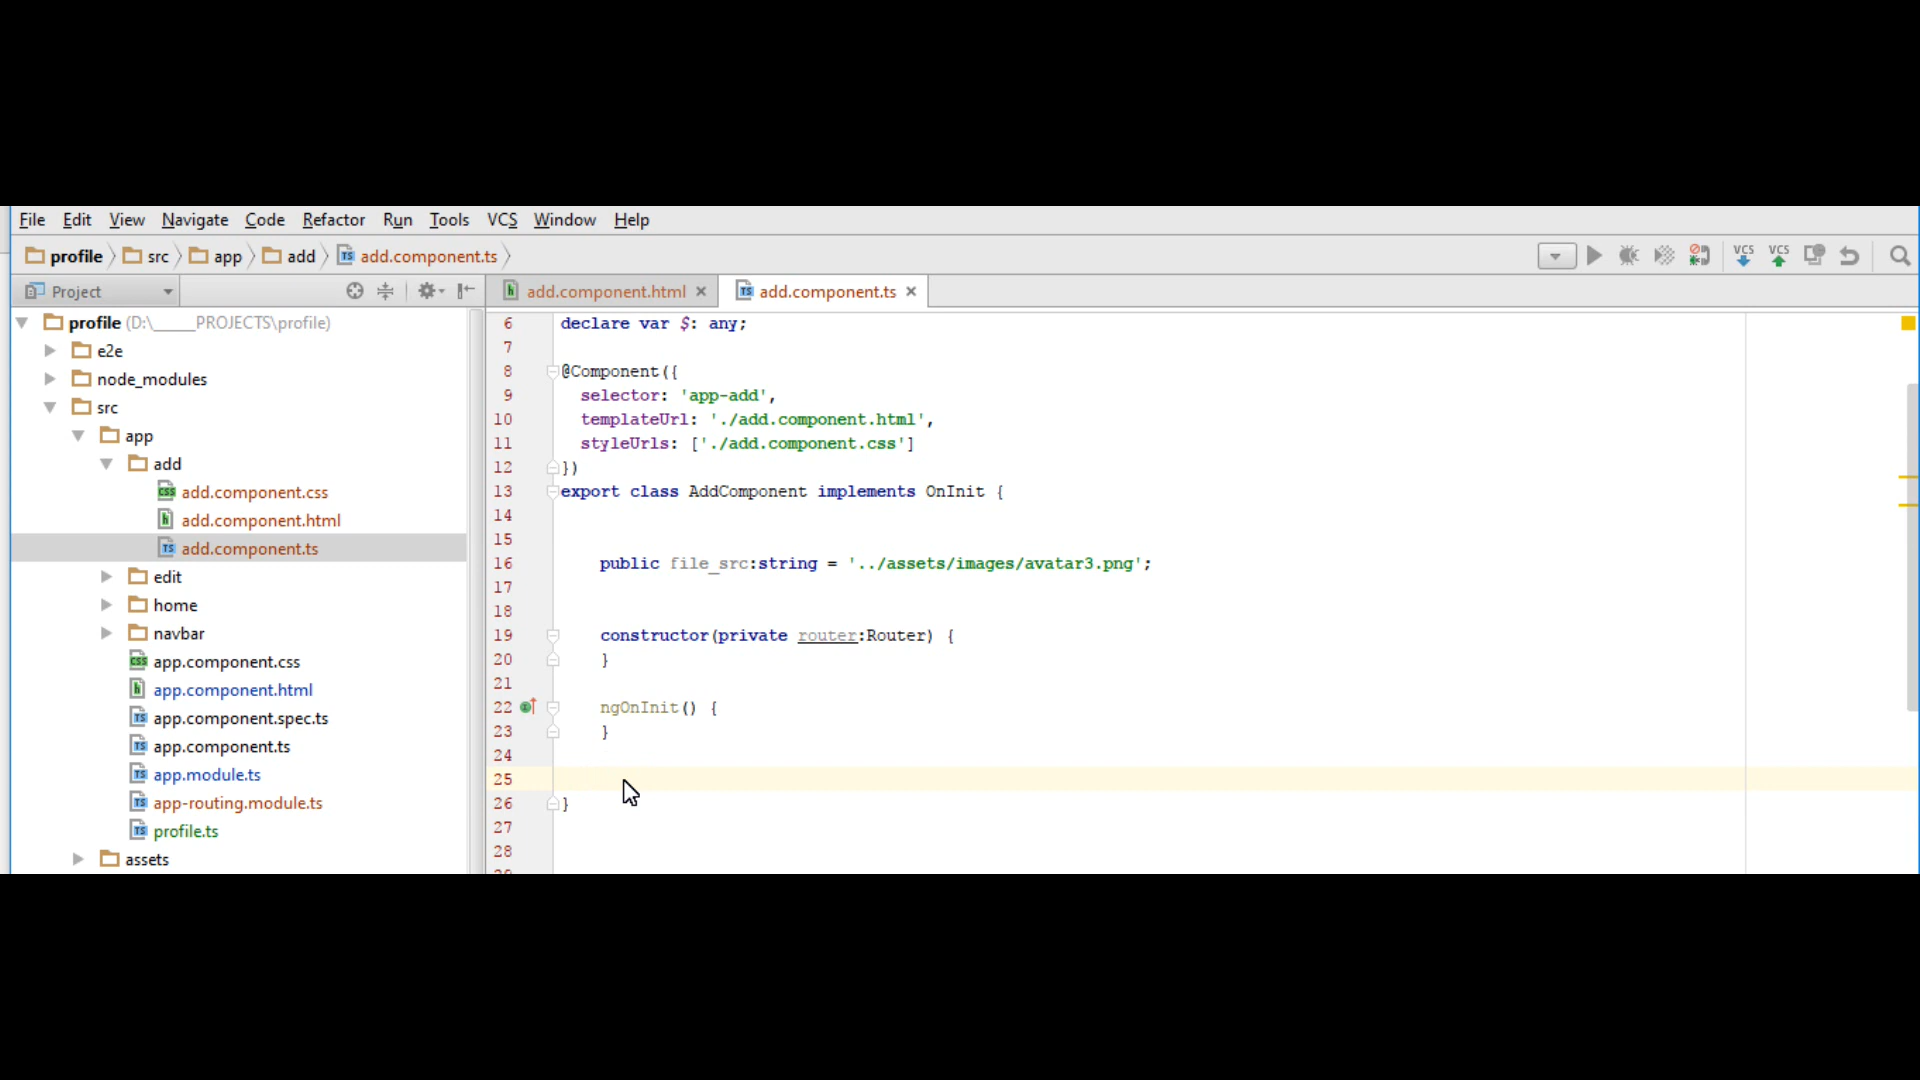 File Edit View Navigate Code Refactor Run Tools VCS Window Help
profile src app add add.component.ts
VCS VCS
Project
add.component.html add.component.ts
profile (D:\_____PROJECTS\profile)
e2e
node_modules
src
app
add
add.component.css
add.component.html
add.component.ts
edit
home
navbar
app.component.css
app.component.html
app.component.spec.ts
app.component.ts
app.module.ts
app-routing.module.ts
profile.ts
assets
6 declare var $: any;
7
8 @Component({
9 selector: 'app-add',
10 templateUrl: './add.component.html',
11 styleUrls: ['./add.component.css']
12 })
13 export class AddComponent implements OnInit {
14
15
16 public file_src:string = '../assets/images/avatar3.png';
17
18
19 constructor(private router:Router) {
20 }
21
22 ngOnInit() {
23 }
24
25
26 }
27
28